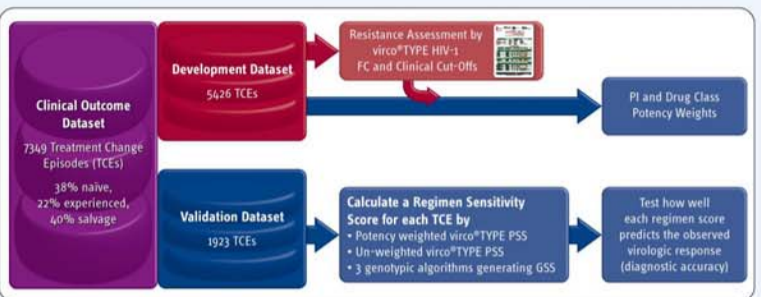 Clinical Outcome
Dataset
7349 Treatment Change
Episodes (TCEs)
38% naïve,
22% experienced,
40% salvage
Development Dataset
5426 TCEs
Resistance Assessment by
virco®TYPE HIV-1
FC and Clinical Cut-Offs
PI and Drug Class
Potency Weights
Validation Dataset
1923 TCEs
Calculate a Regimen Sensitivity
Score for each TCE by
• Potency weighted virco®TYPE PSS
• Un-weighted virco®TYPE PSS
• 3 genotypic algorithms generating GSS
Test how well
each regimen score
predicts the observed
virologic response
(diagnostic accuracy)